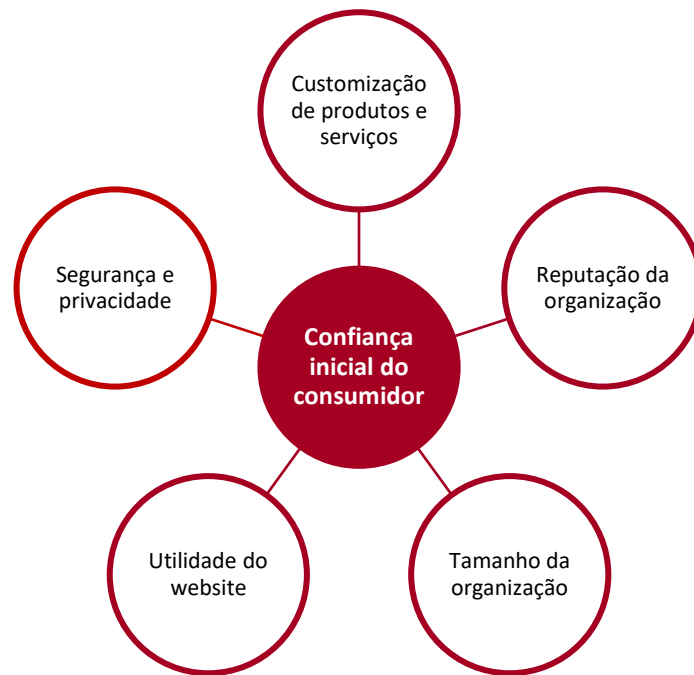 Customização
de produtos e
serviços
Segurança e
privacidade
Reputação da
organização
Confiança
inicial do
consumidor
Utilidade do
website
Tamanho da
organização